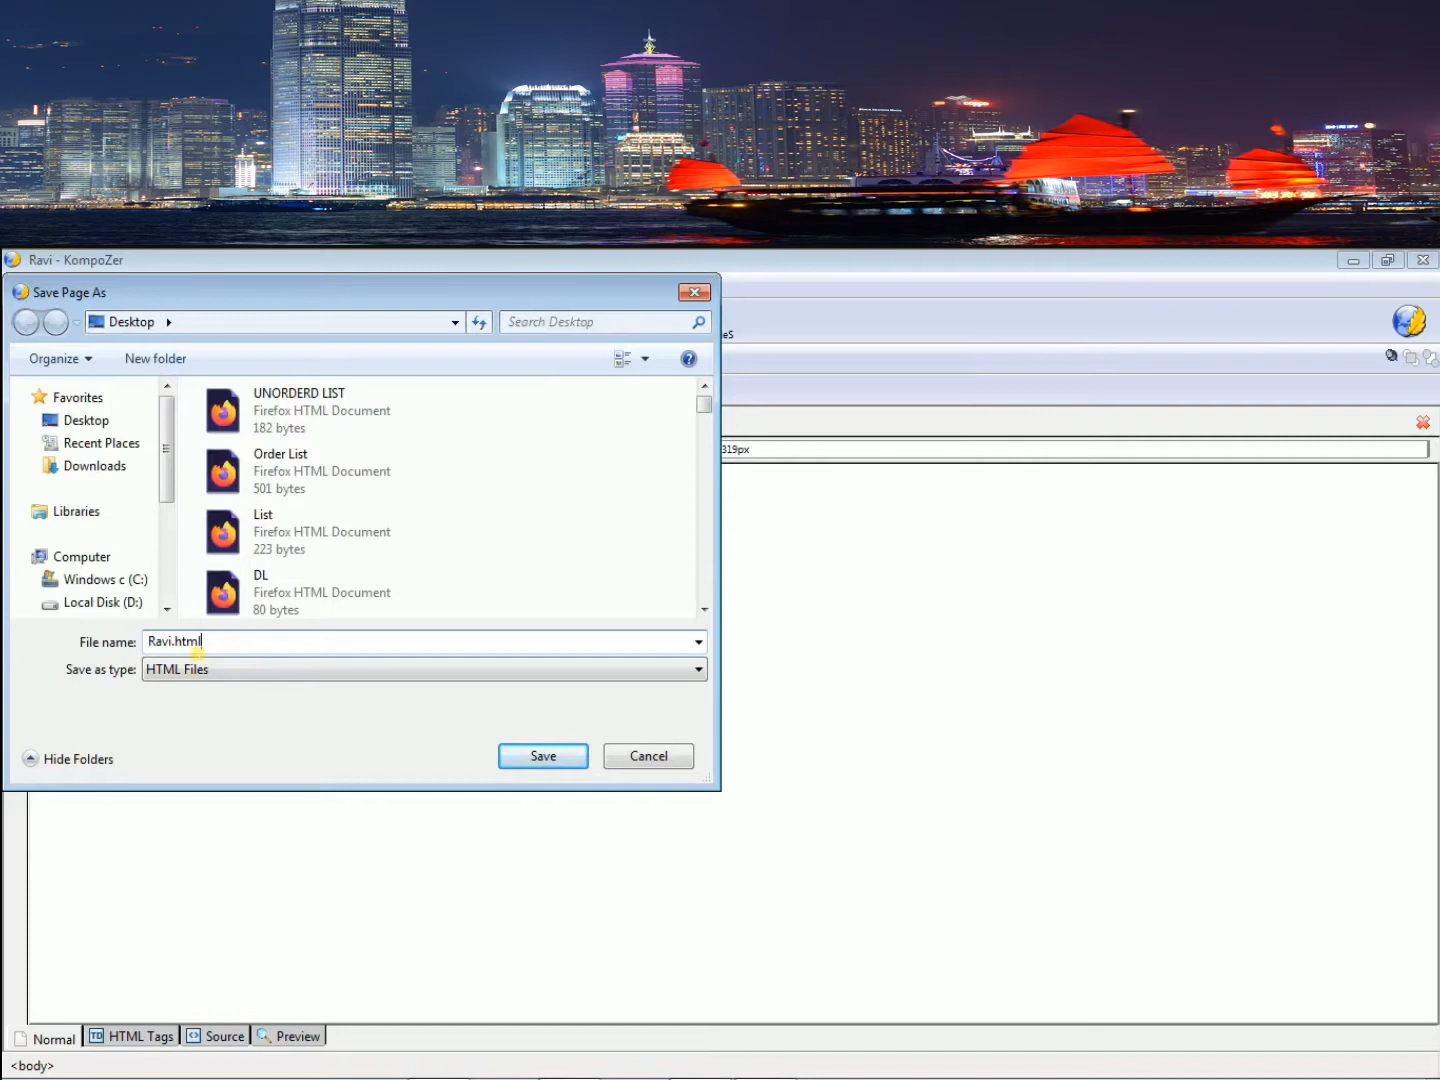 Ravi - KompoZer
Save Page As
Desktop
Search Desktop
Organize
New folder
Favorites
Desktop
Recent Places
Downloads
Libraries
Computer
Windows c (C:)
Local Disk (D:)
UNORDERD LIST
Firefox HTML Document
182 bytes
Order List
Firefox HTML Document
501 bytes
List
Firefox HTML Document
223 bytes
DL
Firefox HTML Document
80 bytes
File name: Ravi.html
Save as type: HTML Files
Hide Folders
Save
Cancel
eS
319px
Normal
HTML Tags
Source
Preview
<body>